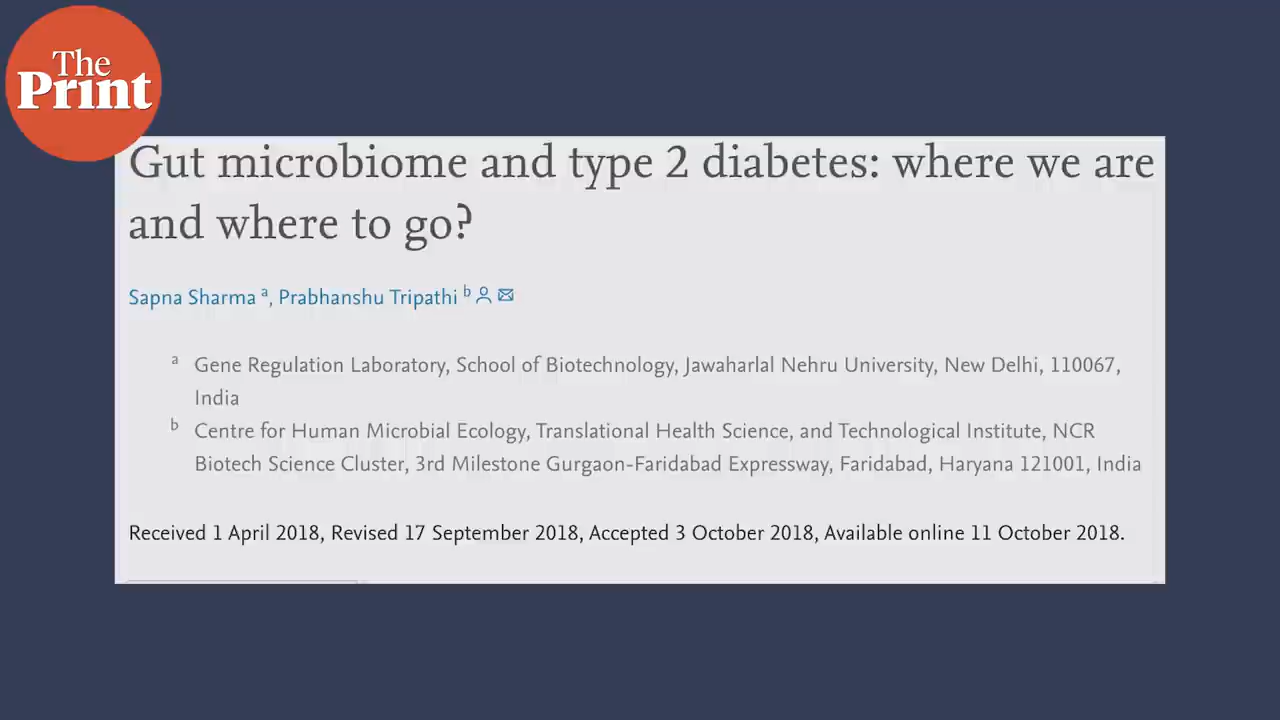 The
Print
Gut microbiome and type 2 diabetes: where we are
and where to go?
Sapna Sharma a, Prabhanshu Tripathi b
a Gene Regulation Laboratory, School of Biotechnology, Jawaharlal Nehru University, New Delhi, 110067,
India
b Centre for Human Microbial Ecology, Translational Health Science, and Technological Institute, NCR
Biotech Science Cluster, 3rd Milestone Gurgaon-Faridabad Expressway, Faridabad, Haryana 121001, India
Received 1 April 2018, Revised 17 September 2018, Accepted 3 October 2018, Available online 11 October 2018.